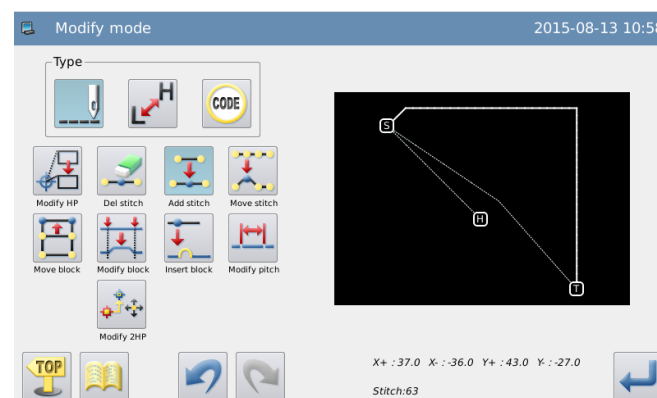 Modify mode 2015-08-13 10:58
Type
L H CODE
S
Modify HP Del stitch Add stitch Move stitch
H
Move block Modify block Insert block Modify pitch
T
Modify 2HP
TOP
X+ : 37.0 X- : -36.0 Y+ : 43.0 Y- : -27.0
Stitch:63